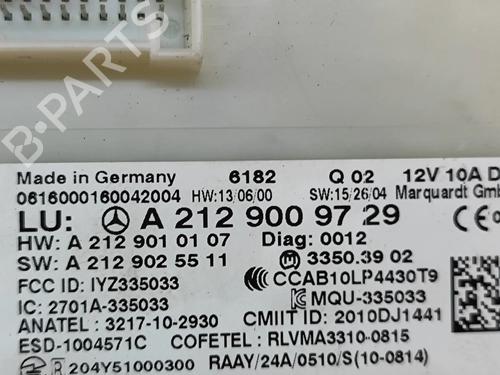 B-PARTS
Made in Germany 6182 Q 02 12V 10A D
0616000160042004 HW:13/06/00 SW:15/26/04 Marquardt Gmb
LU: A 212 900 97 29
HW: A 212 901 01 07 Diag: 0012
SW: A 212 902 55 11 3350.3902
FCC ID: IYZ335033 CCAB10LP4430T9
IC: 2701A-335033 MQU-335033
ANATEL : 3217-10-2930 CMIIT ID: 2010DJ1441
ESD-1004571C COFETEL: RLVMA3310-0815
204Y51000300 RAAY/24A/0510/S(10-0814)